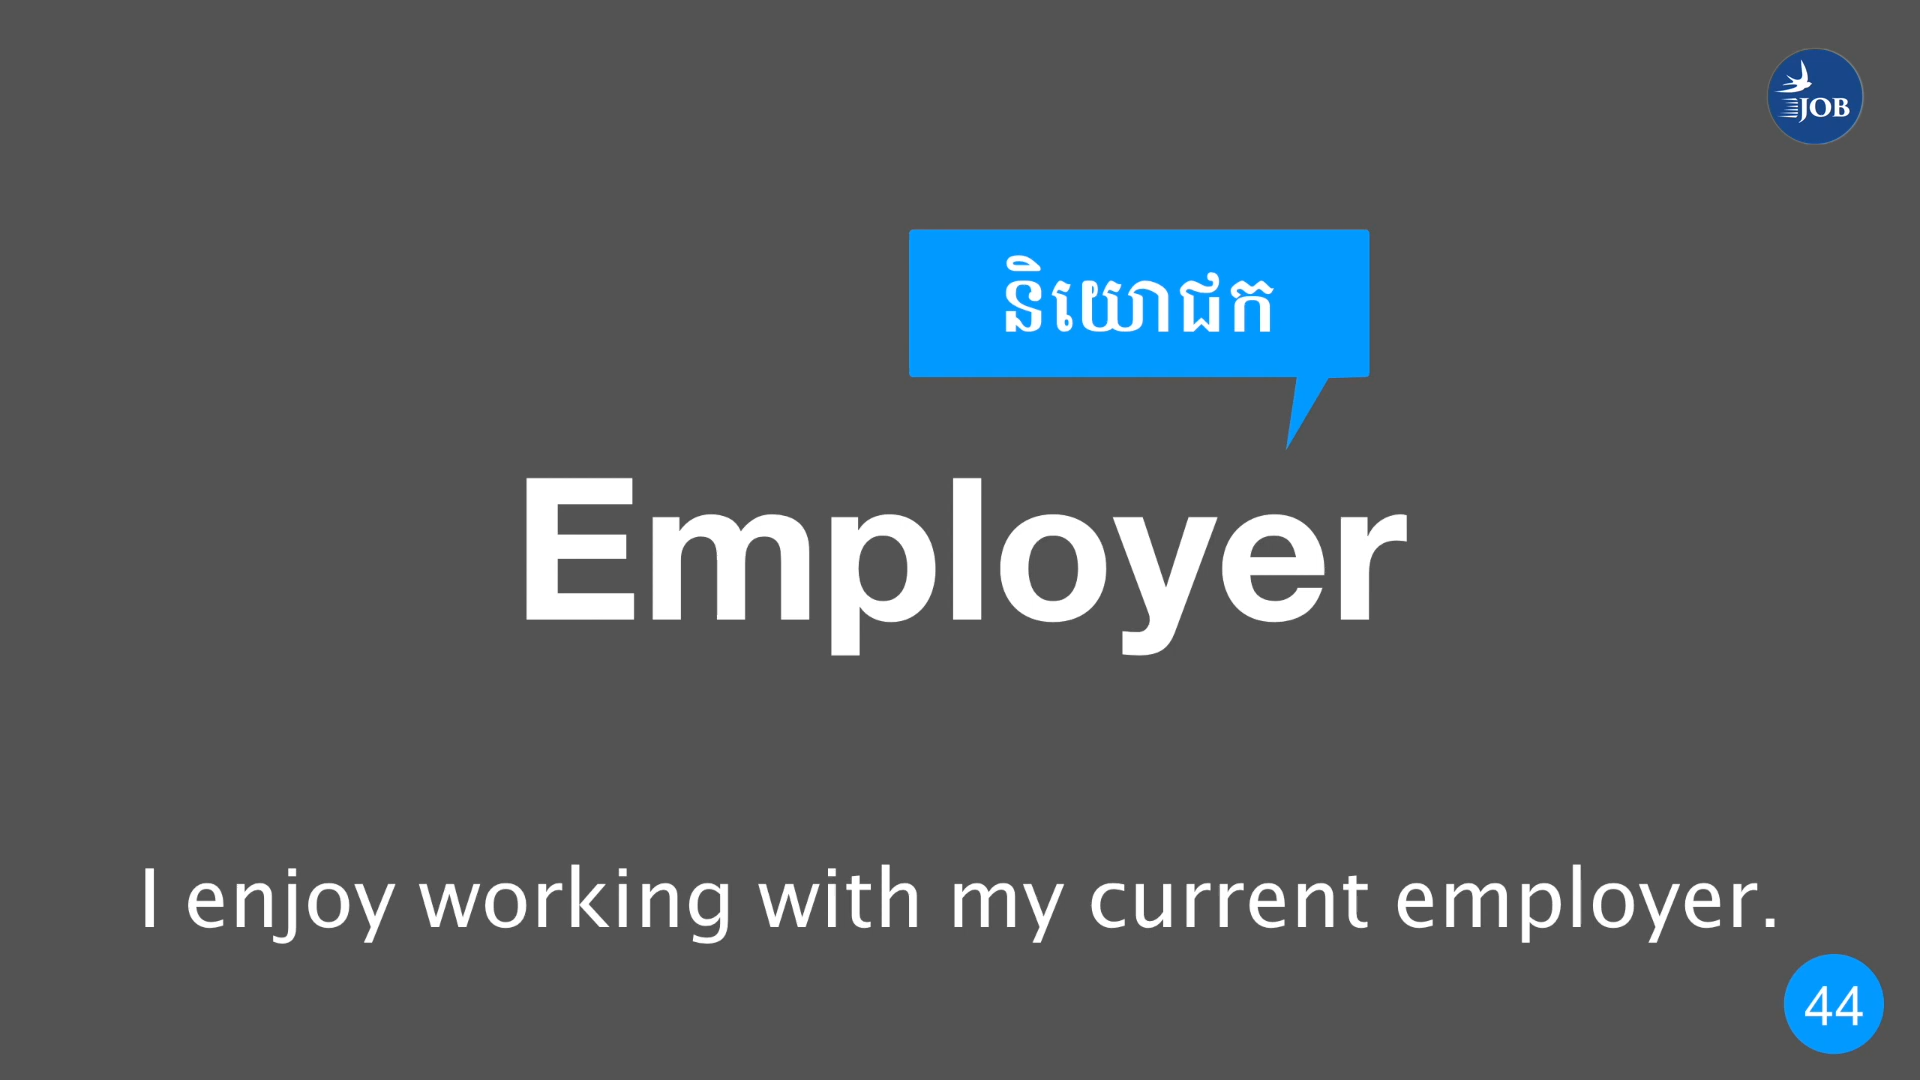 JOB
និយោជក
Employer
I enjoy working with my current employer.
44